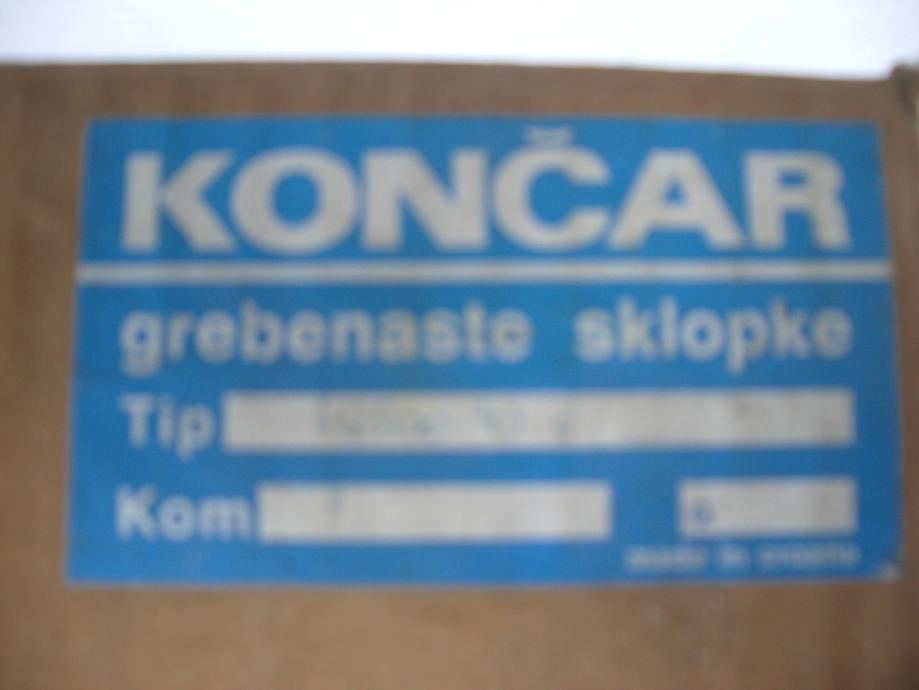 KONČAR
grebenaste sklopke
Tip
Kom
made in croatia